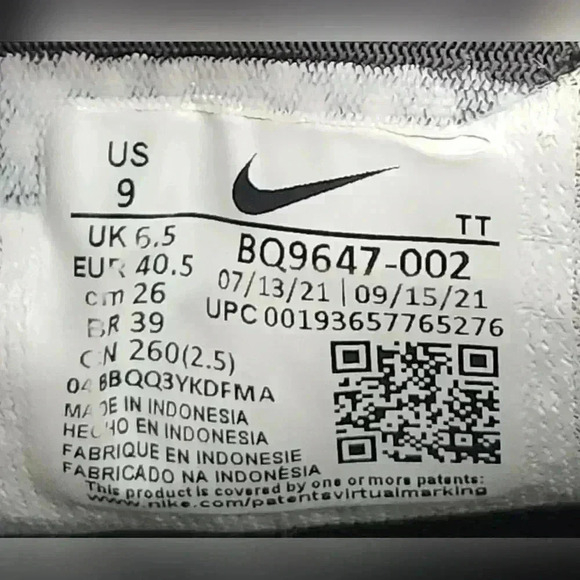 US
9
TT
UK 6.5
EUR 40.5
cm 26
BR 39
CN 260(2.5)
BQ9647-002
07/13/21 | 09/15/21
UPC 00193657765276
BBQQ3YKDFMA
MADE IN INDONESIA
HECHO EN INDONESIA
FABRIQUE EN INDONESIE
FABRICADO NA INDONÉSIA
This product is covered by one or more patents:
www.nike.com/patentsvirtualmarking